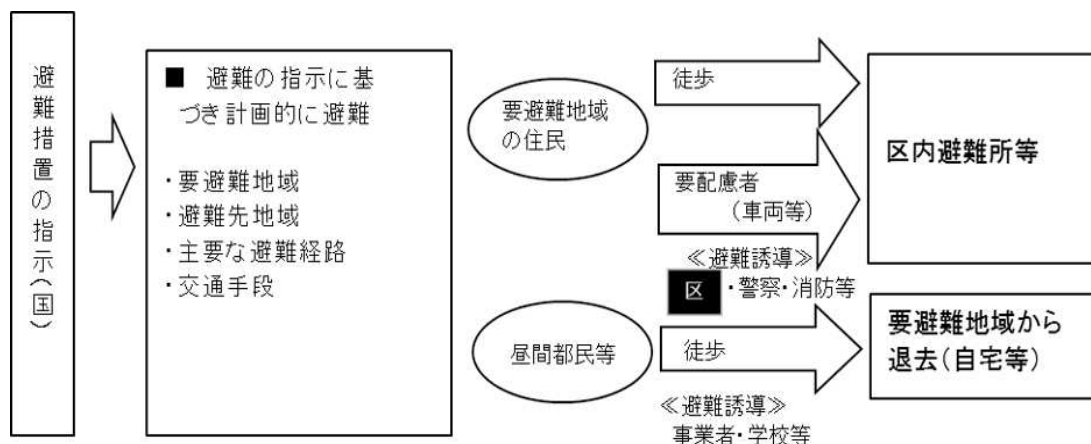 避難措置の指示(国)
■ 避難の指示に基
づき計画的に避難
・要避難地域
・避難先地域
・主要な避難経路
・交通手段
要避難地域
の住民
徒歩
要配慮者
(車両等)
≪避難誘導≫
区・警察・消防等
区内避難所等
昼間都民等
徒歩
≪避難誘導≫
事業者・学校等
要避難地域から
退去(自宅等)